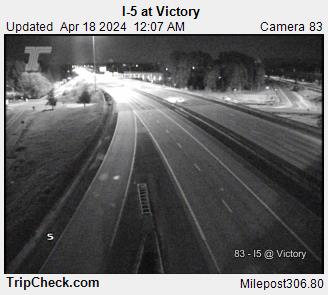 I-5 at Victory
Updated Apr 18 2024 12:07 AM Camera 83
T
S
83 - I5 @ Victory
TripCheck.com Milepost306.80